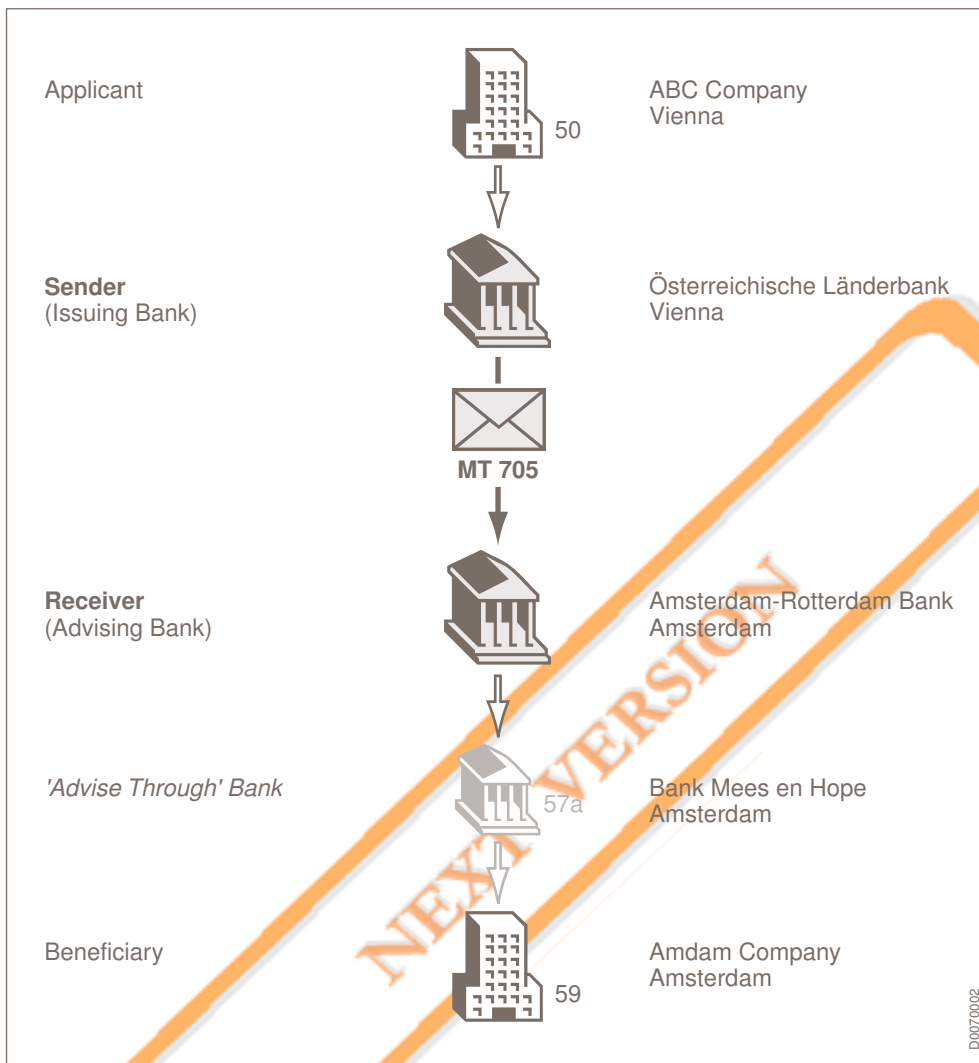 Applicant
50
ABC Company
Vienna
Sender
(Issuing Bank)
Österreichische Länderbank
Vienna
MT 705
Receiver
(Advising Bank)
Amsterdam-Rotterdam Bank
Amsterdam
'Advise Through' Bank
57a
Bank Mees en Hope
Amsterdam
Beneficiary
59
Amdam Company
Amsterdam
NEXT VERSION
D0070002